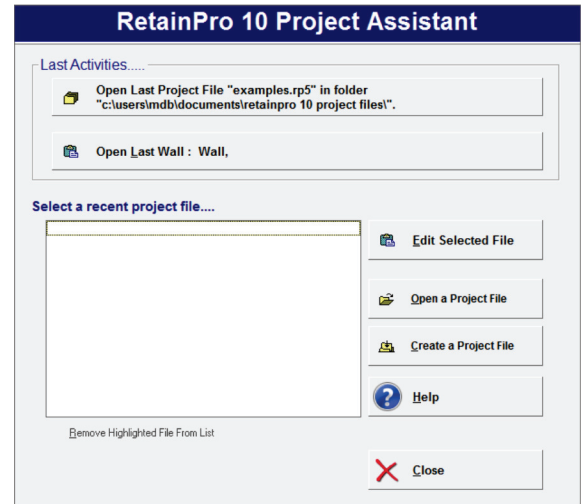 RetainPro 10 Project Assistant
Last Activities.....
Open Last Project File "examples.rp5" in folder
"c:\users\mdb\documents\retainpro 10 project files\".
Open Last Wall : Wall,
Select a recent project file....
Edit Selected File
Open a Project File
Create a Project File
Help
Remove Highlighted File From List
Close